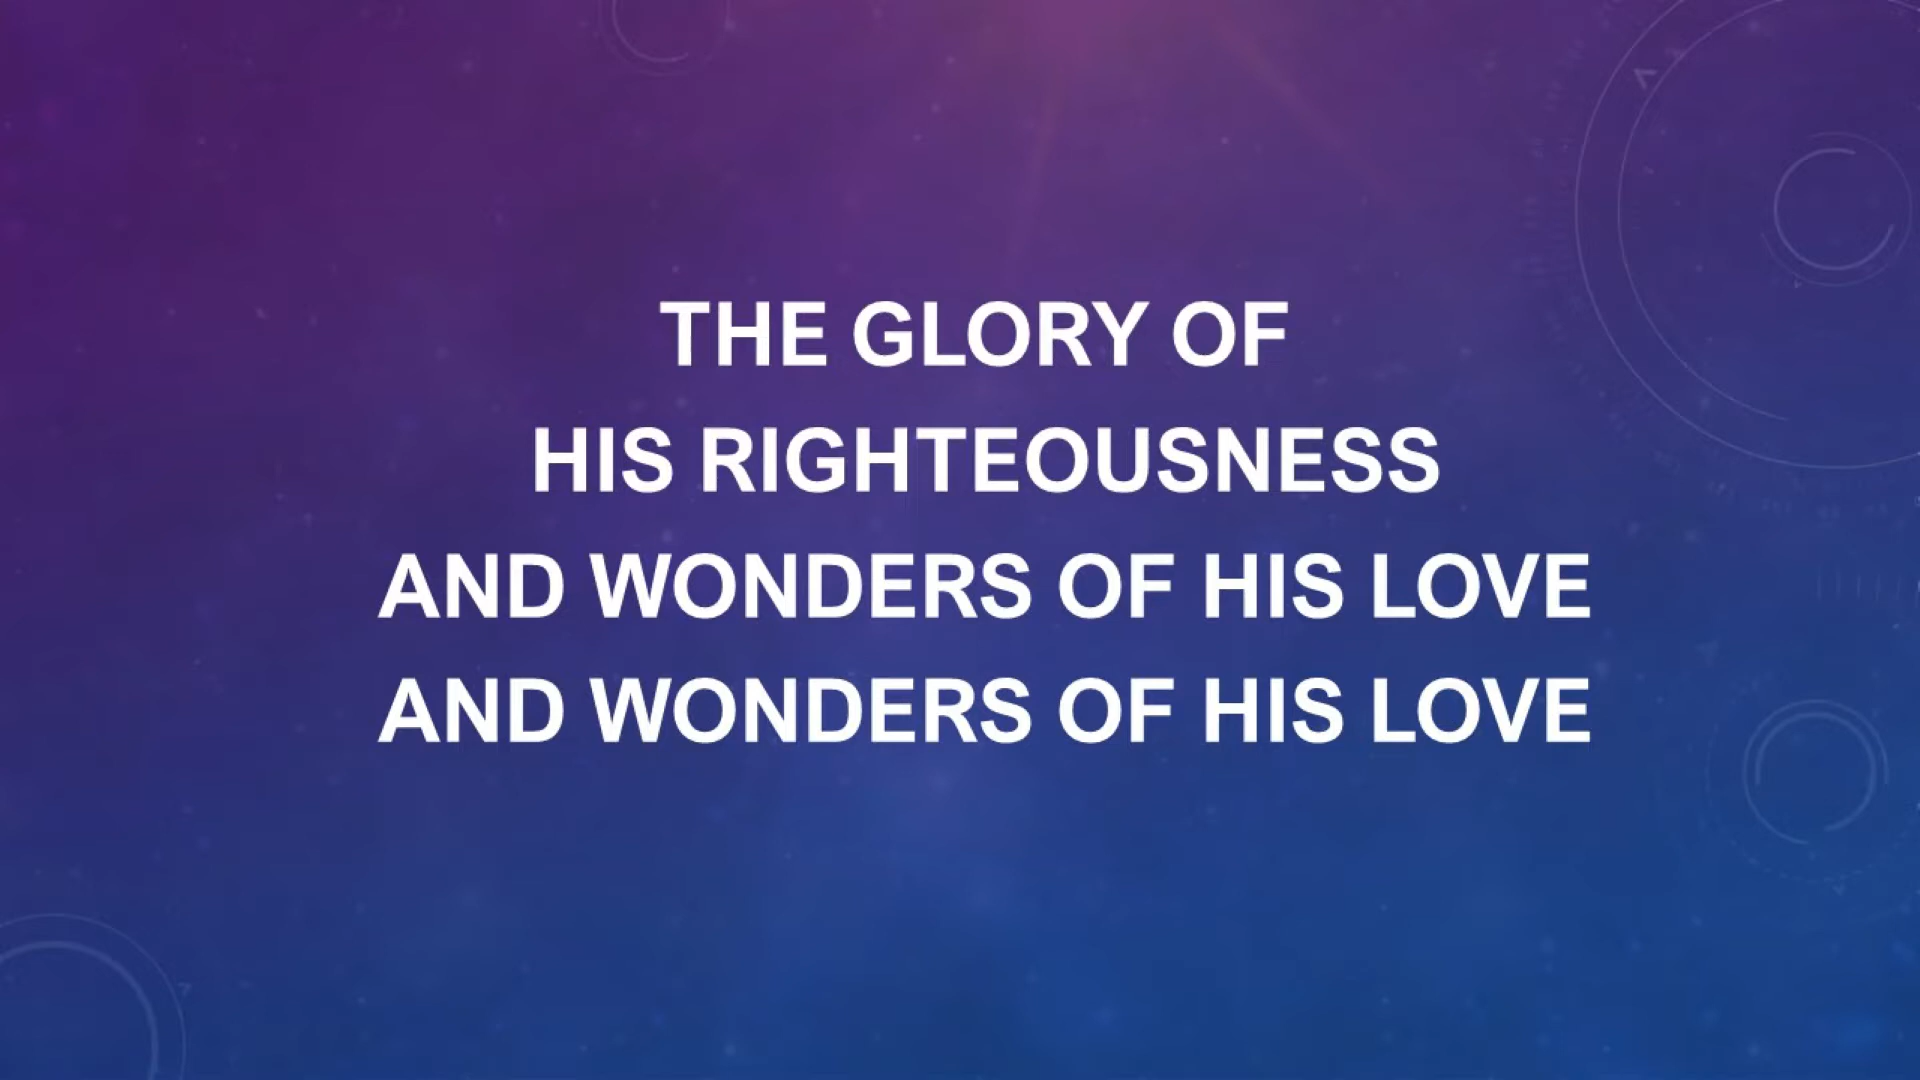 THE GLORY OF
HIS RIGHTEOUSNESS
AND WONDERS OF HIS LOVE
AND WONDERS OF HIS LOVE